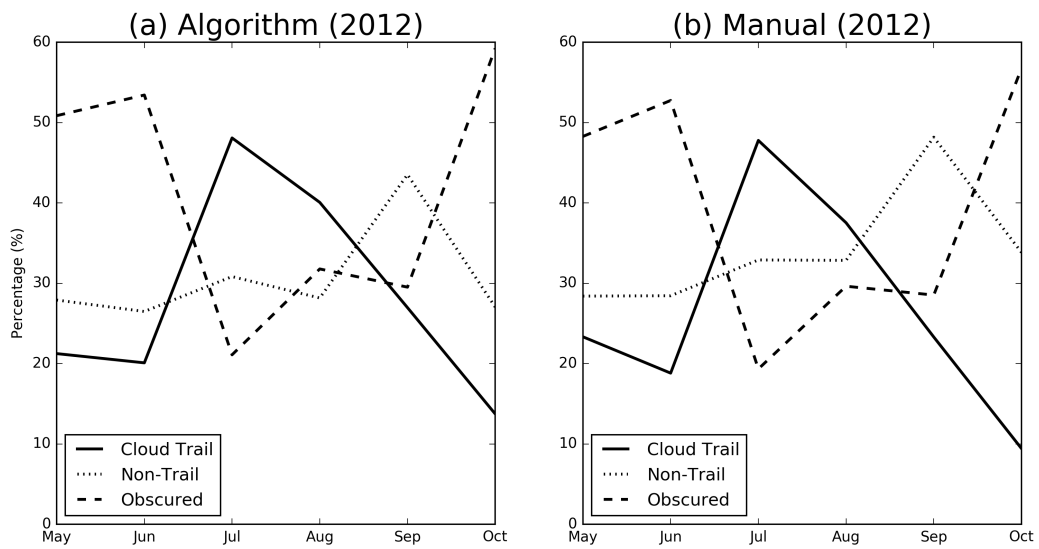 (a) Algorithm (2012)
60
50
40
30
20
10
0
Percentage (%)
Cloud Trail
Non-Trail
Obscured
May Jun Jul Aug Sep Oct
(b) Manual (2012)
60
50
40
30
20
10
0
Cloud Trail
Non-Trail
Obscured
May Jun Jul Aug Sep Oct